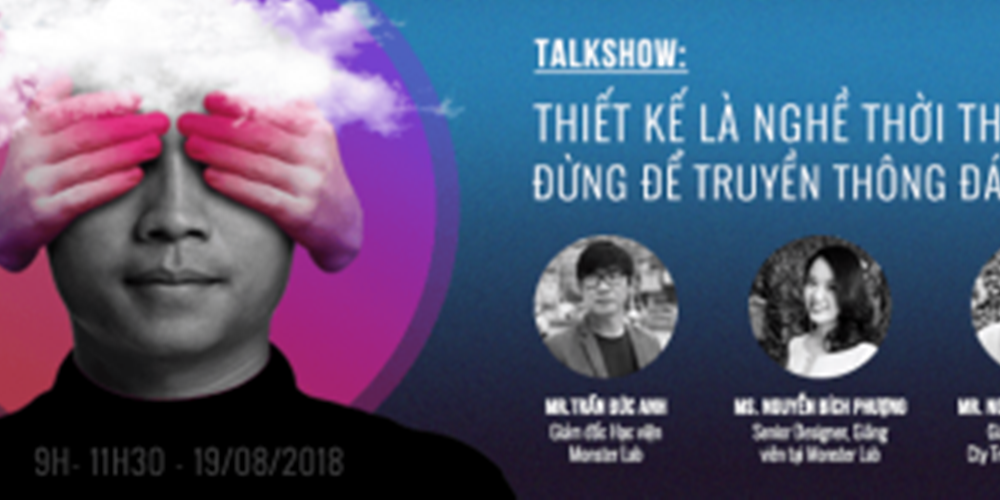 TALKSHOW:
THIẾT KẾ LÀ NGHỀ THỜI TH
ĐỪNG ĐỂ TRUYỀN THÔNG ĐÁ
MR.TRẦN ĐỨC ANH
Giám đốc Học viện
Monster Lab
MS. NGUYỄN BÍCH PHƯỢNG
Senior Designer, Giảng
viên tại Monster Lab
MR. N
9H- 11H30 - 19/08/2018